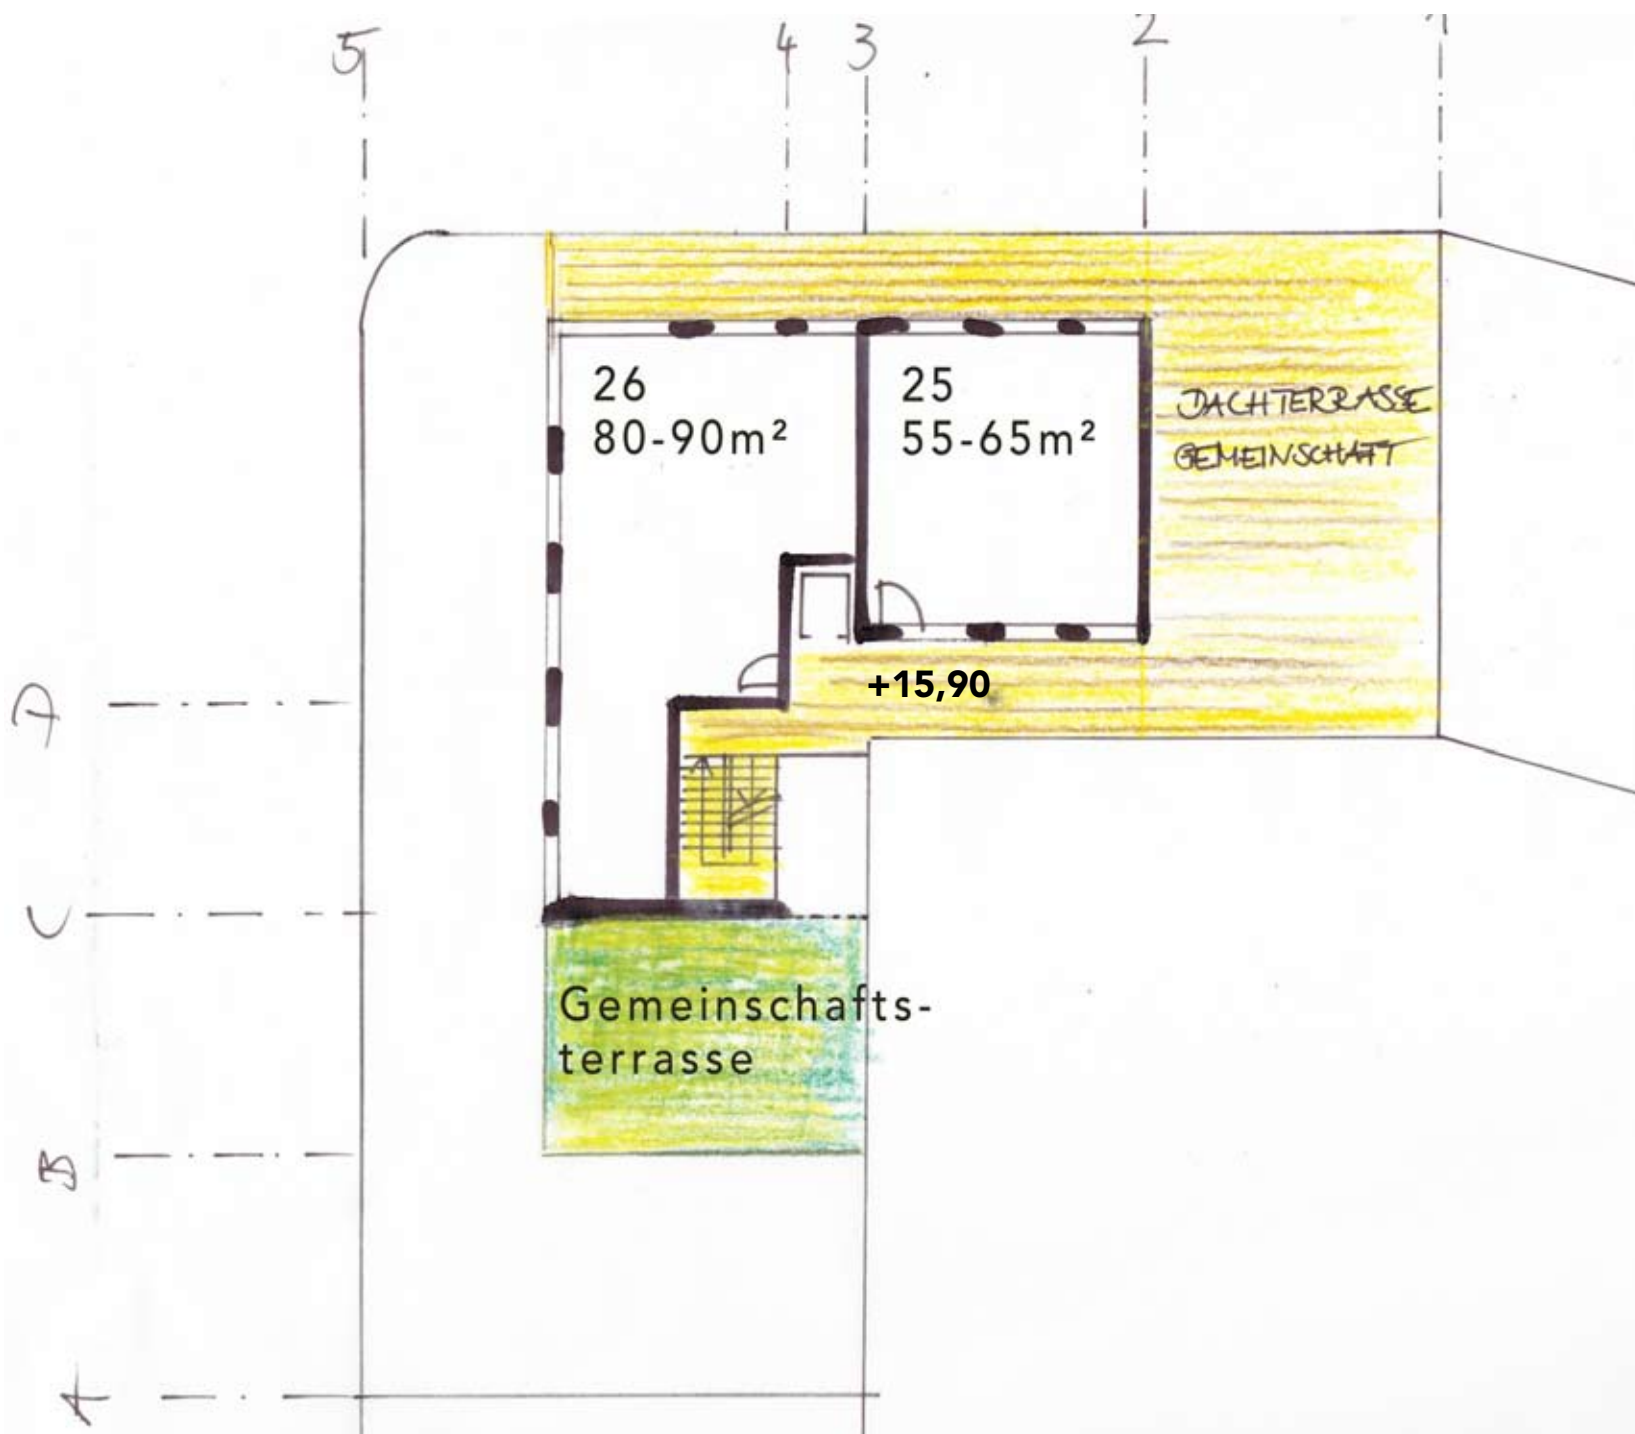 5 4 3 2 1
26
80-90m²
25
55-65m²
DACHTERRASSE
GEMEINSCHAFT
+15,90
D
C
Gemeinschafts-
terrasse
B
A